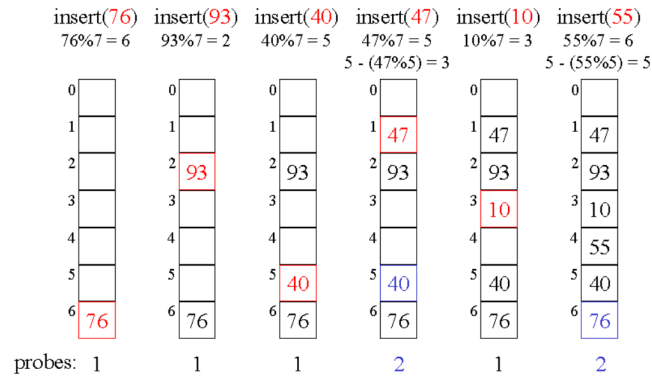 insert(76) insert(93) insert(40) insert(47) insert(10) insert(55)
76%7 = 6 93%7 = 2 40%7 = 5 47%7 = 5 10%7 = 3 55%7 = 6
5 - (47%5) = 3 5 - (55%5) = 5
0 0 0 0 0 0
1 1 1 1 47 1 47 1 47
2 2 93 2 93 2 93 2 93 2 93
3 3 3 3 3 10 3 10
4 4 4 4 4 4 55
5 5 5 40 5 40 5 40 5 40
6 76 6 76 6 76 6 76 6 76 6 76
probes: 1 1 1 2 1 2